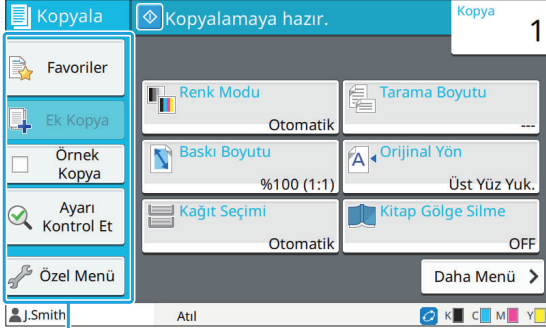 Kopyala
Kopyalamaya hazır.
Kopya
1
Favoriler
Ek Kopya
Örnek
Kopya
Ayarı
Kontrol Et
Özel Menü
Renk Modu
Otomatik
Tarama Boyutu
---
Baskı Boyutu
%100 (1:1)
A
Orijinal Yön
Üst Yüz Yuk.
Kağıt Seçimi
Otomatik
Kitap Gölge Silme
OFF
Daha Menü
J.Smith
Atıl
K C M Y